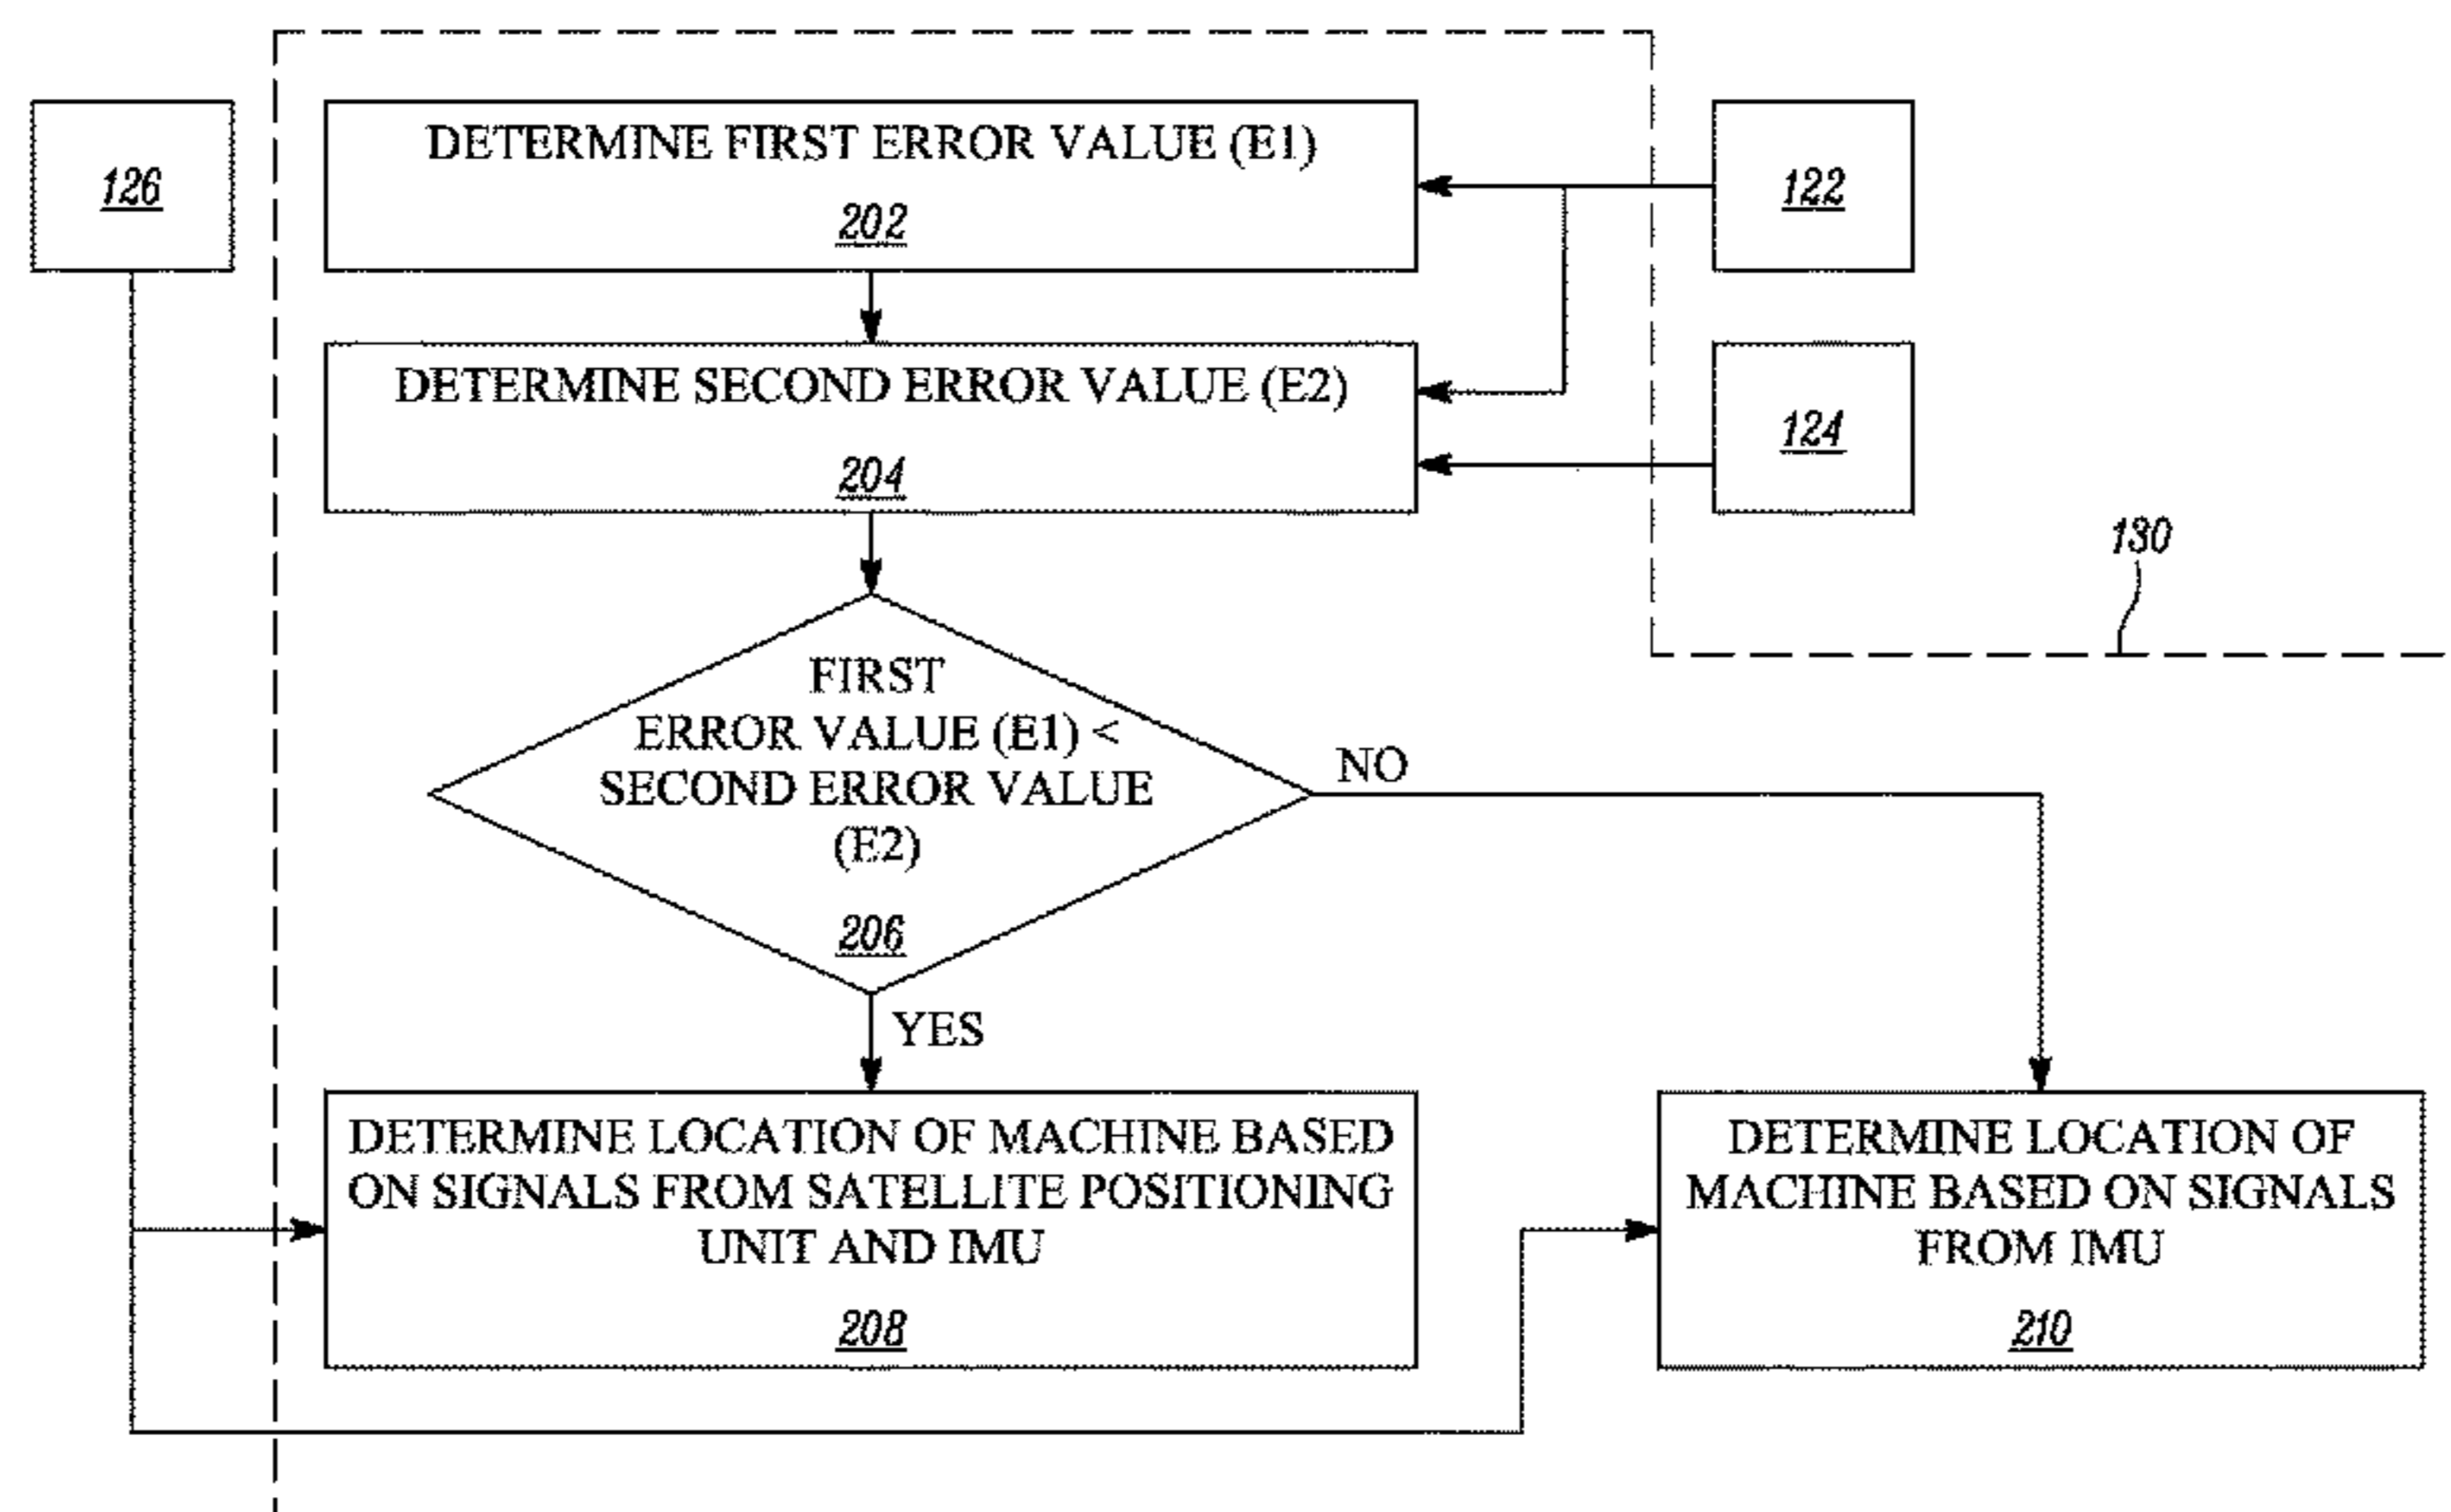 126
DETERMINE FIRST ERROR VALUE (E1)
202
122
DETERMINE SECOND ERROR VALUE (E2)
204
124
130
FIRST
ERROR VALUE (E1) <
SECOND ERROR VALUE
(E2)
206
NO
YES
DETERMINE LOCATION OF MACHINE BASED
ON SIGNALS FROM SATELLITE POSITIONING
UNIT AND IMU
208
DETERMINE LOCATION OF
MACHINE BASED ON SIGNALS
FROM IMU
210